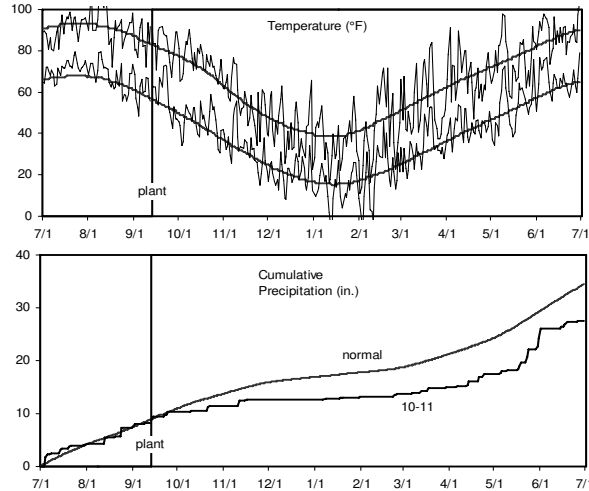 100
Temperature (°F)
80
60
40
20
plant
0
7/1 8/1 9/1 10/1 11/1 12/1 1/1 2/1 3/1 4/1 5/1 6/1 7/1
40
Cumulative
Precipitation (in.)
30
normal
20
10-11
10
plant
0
7/1 8/1 9/1 10/1 11/1 12/1 1/1 2/1 3/1 4/1 5/1 6/1 7/